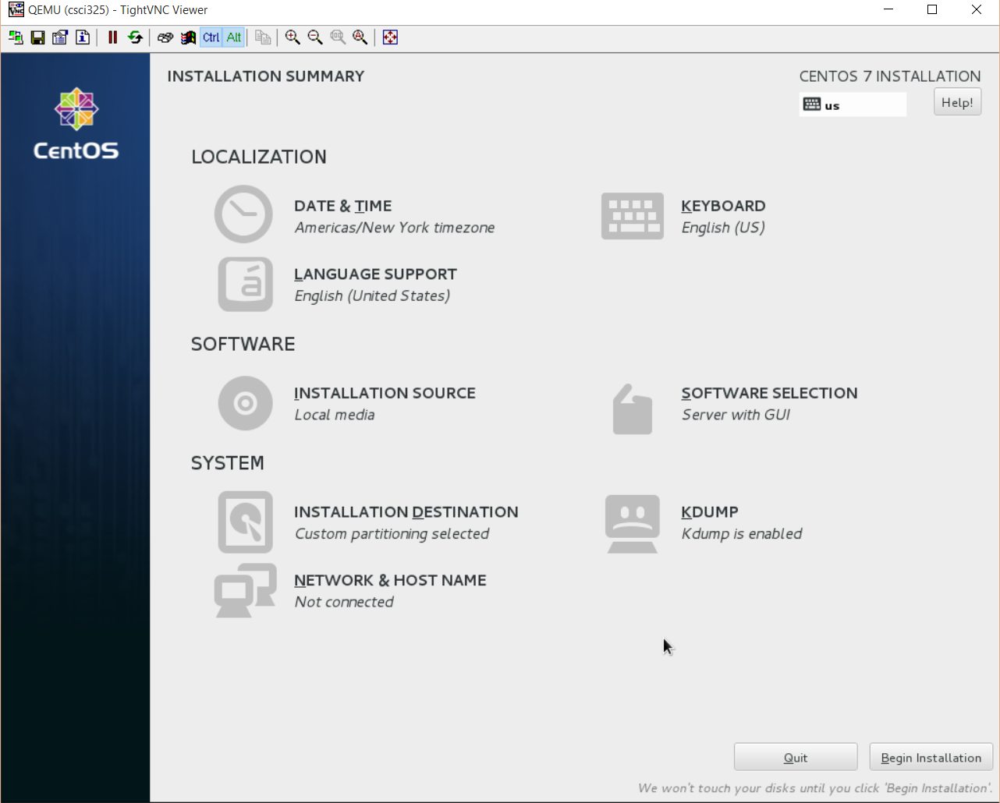 QEMU (csci325) - TightVNC Viewer
Ctrl Alt
CentOS
INSTALLATION SUMMARY
CENTOS 7 INSTALLATION
us
Help!
LOCALIZATION
DATE & TIME
Americas/New York timezone
KEYBOARD
English (US)
LANGUAGE SUPPORT
English (United States)
SOFTWARE
INSTALLATION SOURCE
Local media
SOFTWARE SELECTION
Server with GUI
SYSTEM
INSTALLATION DESTINATION
Custom partitioning selected
KDUMP
Kdump is enabled
NETWORK & HOST NAME
Not connected
Quit
Begin Installation
We won't touch your disks until you click 'Begin Installation'.